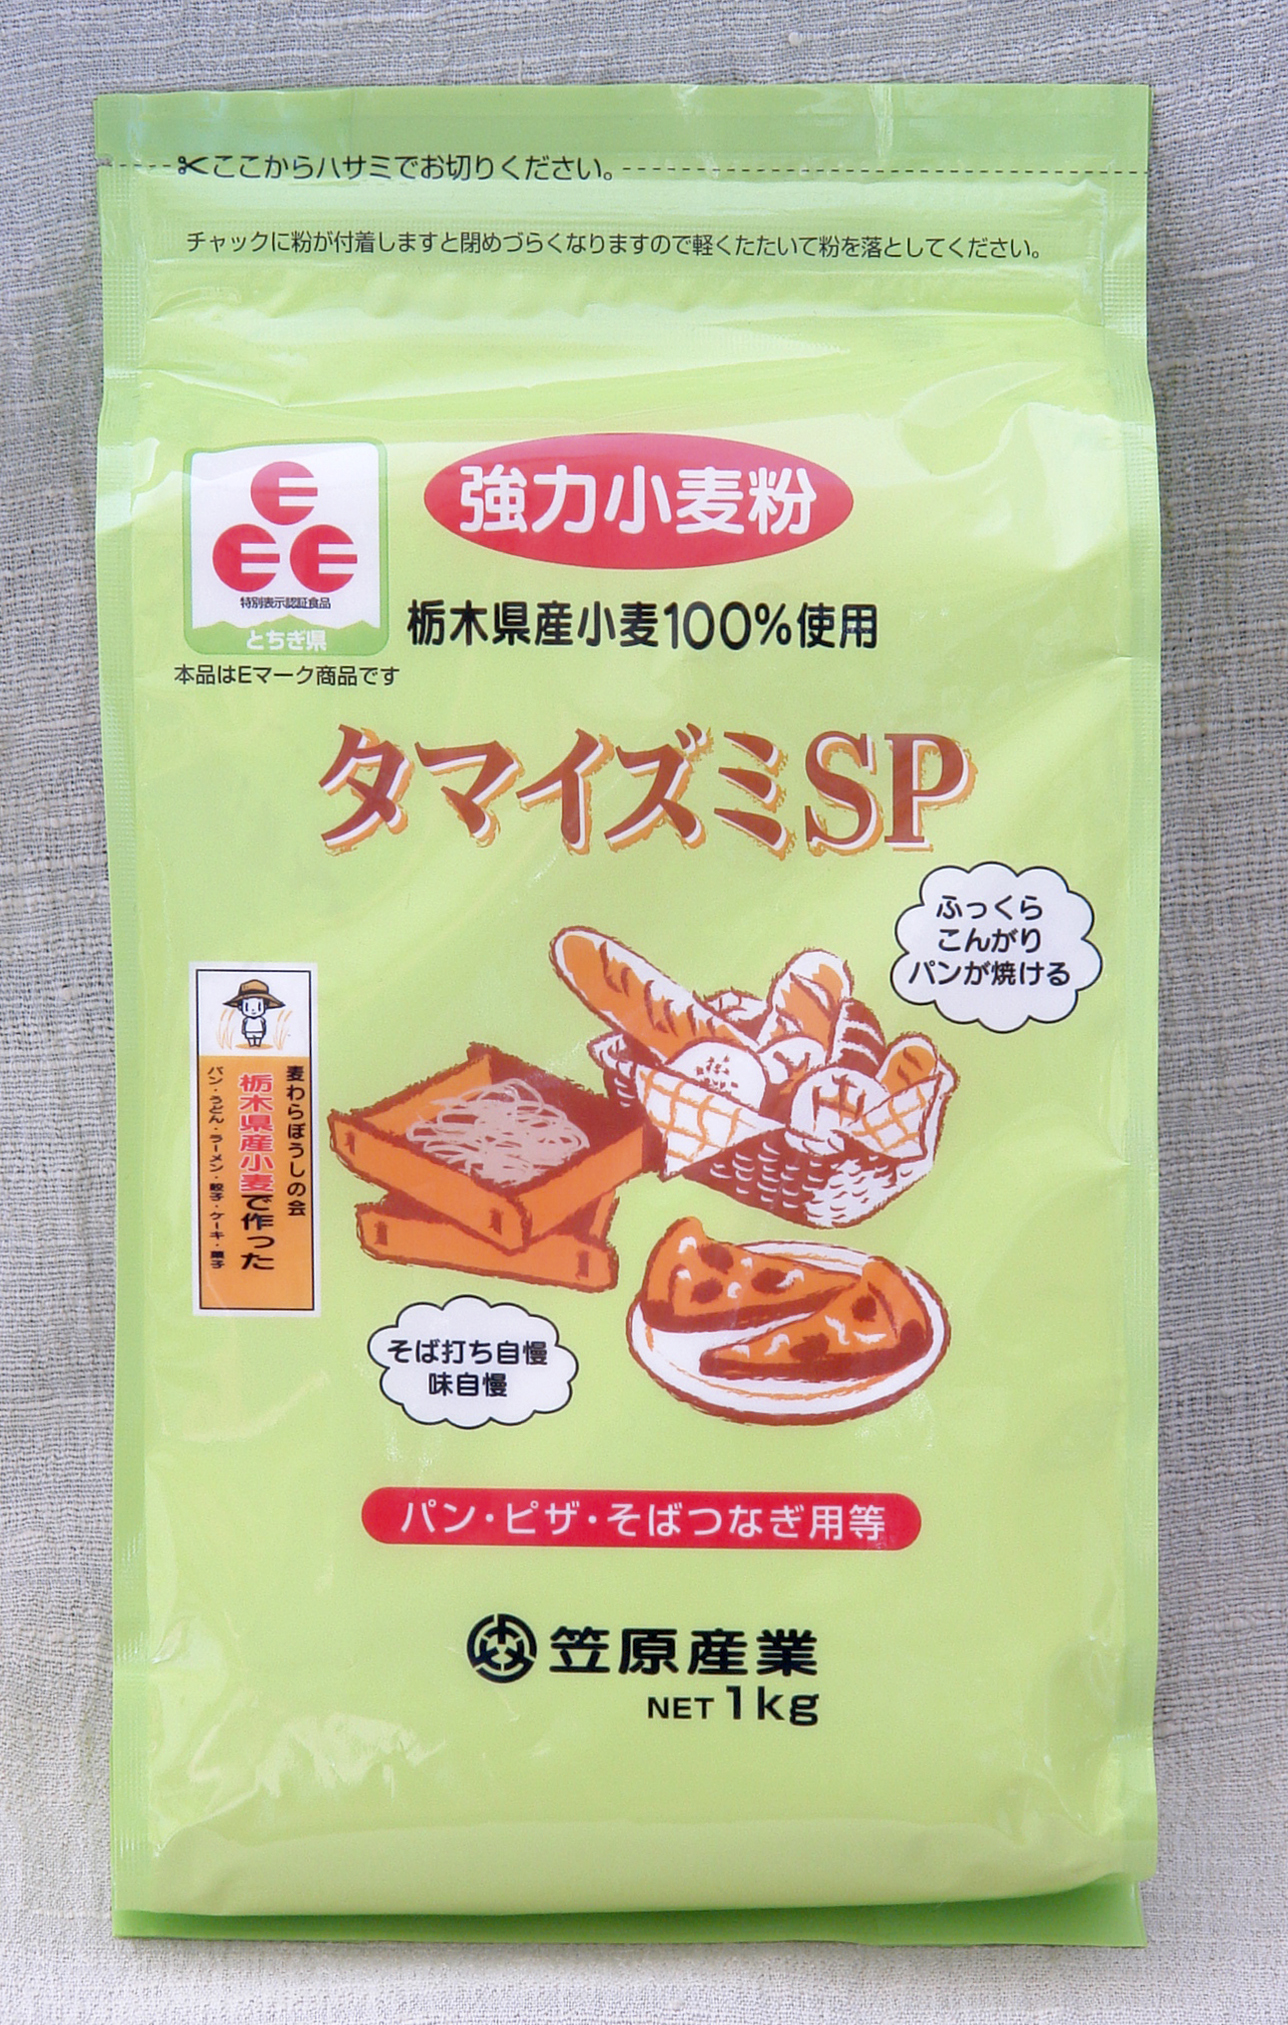 ここからハサミでお切りください。
チャックに粉が付着しますと閉めづらくなりますので軽くたたいて粉を落としてください。
E
E E
特別表示認証食品
とちぎ県
本品はEマーク商品です
強力小麦粉
栃木県産小麦100%使用
タマイズミSP
ふっくら
こんがり
パンが焼ける
麦わらぼうしの会
栃木県産小麦で作った
パン・うどん・ラーメン・餃子・ケーキ・菓子
そば打ち自慢
味自慢
パン・ピザ・そばつなぎ用等
笠原産業
NET 1kg